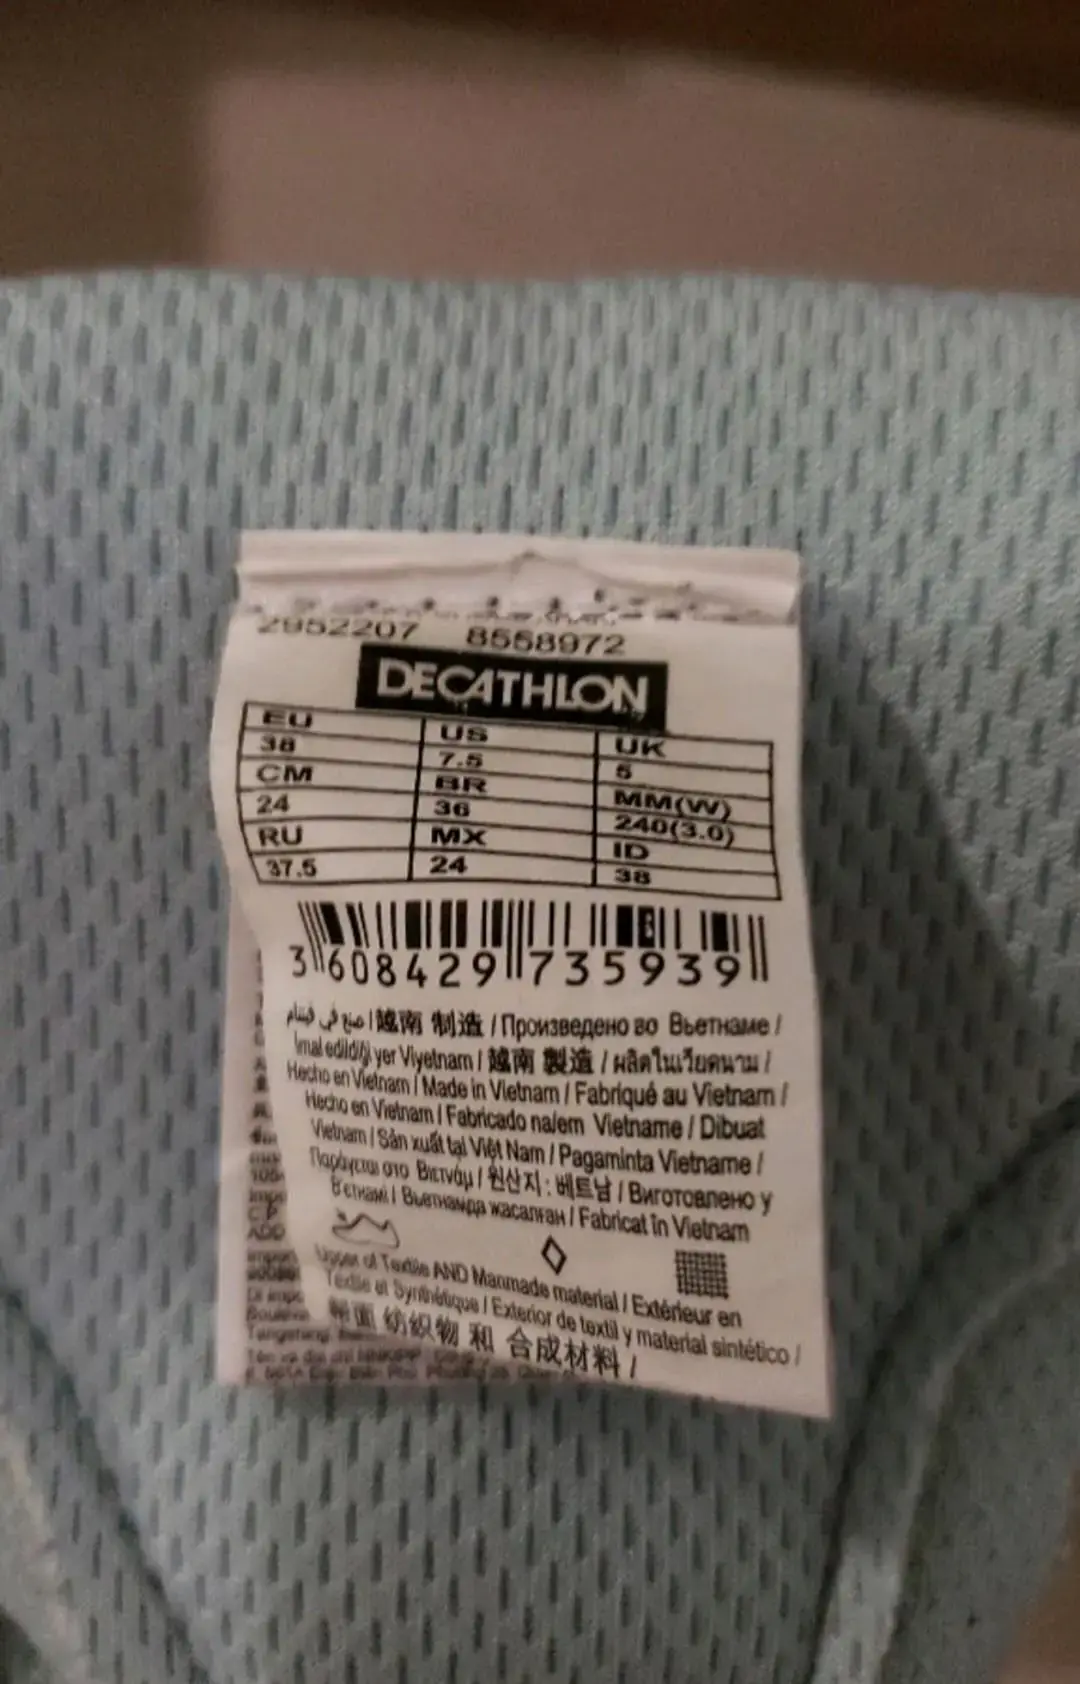 2952207 8558972
DECATHLON
EU US UK
38 7.5 5
CM BR MM(W)
24 36 240(3.0)
RU MX ID
37.5 24 38
3 608429 735939
صنع في فيتنام / 越南 制造 / Произведено во Вьетнаме /
İmal edildiği yer Viyetnam / 越南 製造 / ผลิตในเวียดนาม /
Hecho en Vietnam / Made in Vietnam / Fabriqué au Vietnam /
Hecho en Vietnam / Fabricado na/em Vietname / Dibuat
Vietnam / Sản xuất tại Việt Nam / Pagaminta Vietname /
Παράγεται στο Βιετνάμ / 원산지: 베트남 / Виготовлено у
В'єтнамі / Вьетнамда жасалған / Fabricat în Vietnam
Upper of Textile AND Manmade material / Extérieur en
Textile et Synthétique / Exterior de textil y material sintético /
鞋面 纺织物 和 合成材料 /